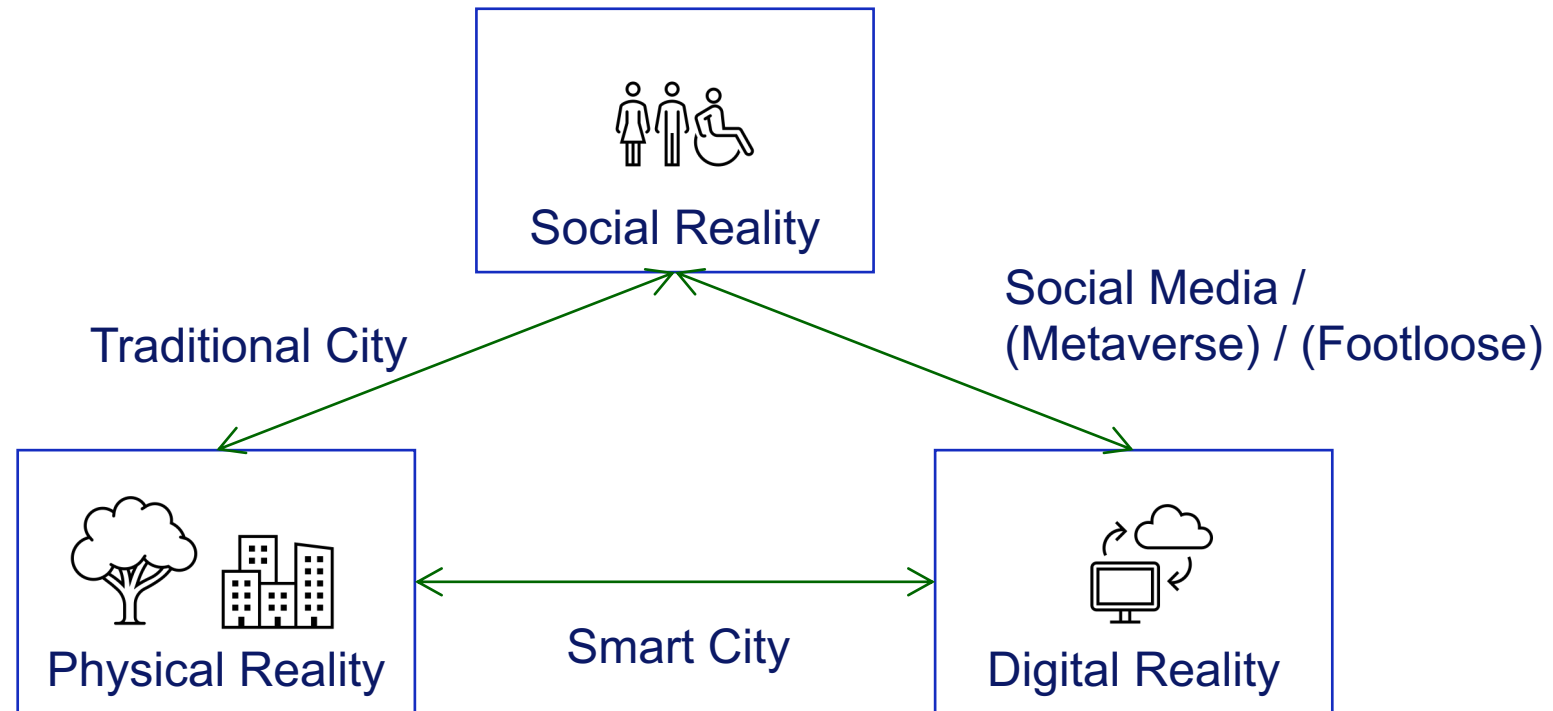 Social Reality
Traditional City
Social Media /
(Metaverse) / (Footloose)
Physical Reality
Smart City
Digital Reality